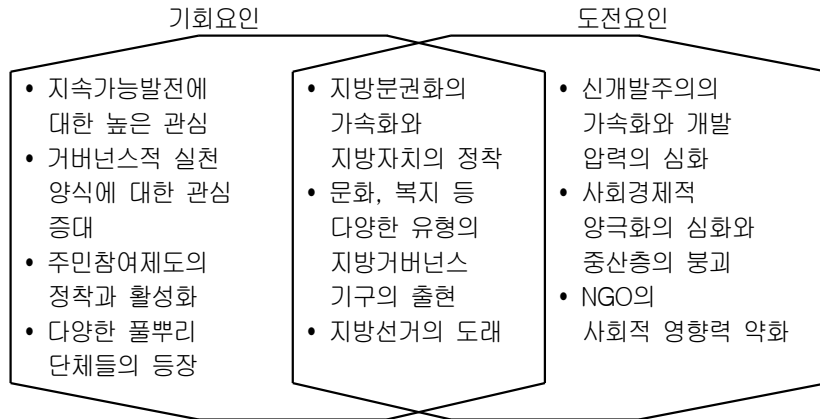 기회요인
도전요인
• 지속가능발전에
대한 높은 관심
• 거버넌스적 실천
양식에 대한 관심
증대
• 주민참여제도의
정착과 활성화
• 다양한 풀뿌리
단체들의 등장
• 지방분권화의
가속화와
지방자치의 정착
• 문화, 복지 등
다양한 유형의
지방거버넌스
기구의 출현
• 지방선거의 도래
• 신개발주의의
가속화와 개발
압력의 심화
• 사회경제적
양극화의 심화와
중산층의 붕괴
• NGO의
사회적 영향력 약화